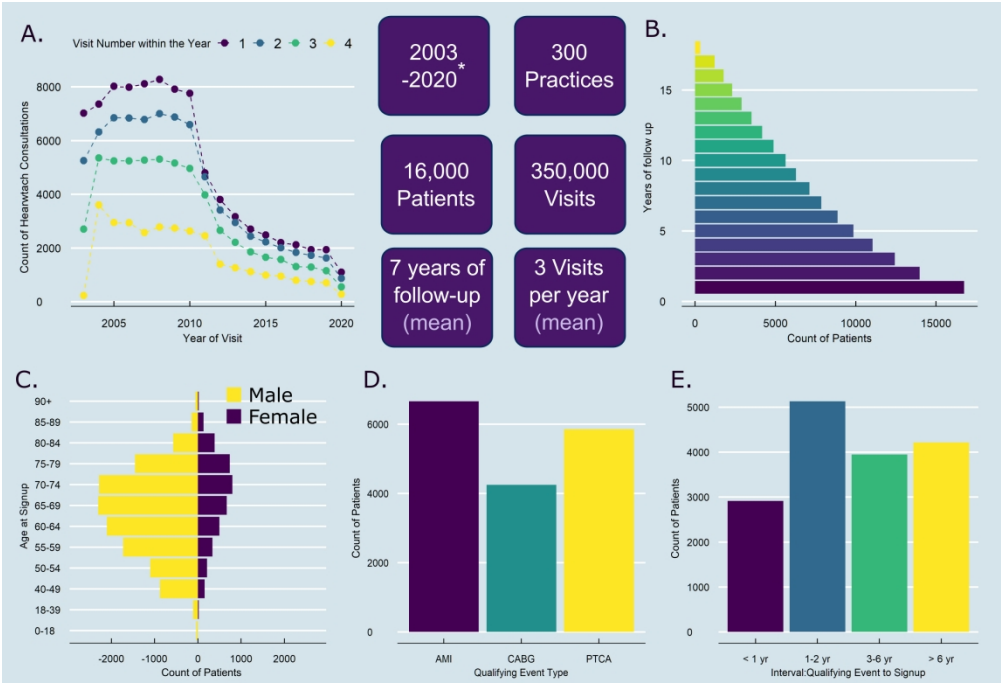 A.
Visit Number within the Year 1 2 3 4
Count of Hearwtach Consultations
8000
6000
4000
2000
0
2005 2010 2015 2020
Year of Visit
2003
-2020*
300
Practices
16,000
Patients
350,000
Visits
7 years of
follow-up
(mean)
3 Visits
per year
(mean)
B.
Years of follow up
15
10
5
0
0 5000 10000 15000
Count of Patients
C.
Male
Female
Age at Signup
90+
85-89
80-84
75-79
70-74
65-69
60-64
55-59
50-54
40-49
18-39
0-18
-2000 -1000 0 1000 2000
Count of Patients
D.
Count of Patients
6000
4000
2000
0
AMI CABG PTCA
Qualifying Event Type
E.
Count of Patients
5000
4000
3000
2000
1000
0
< 1 yr 1-2 yr 3-6 yr > 6 yr
Interval:Qualifying Event to Signup